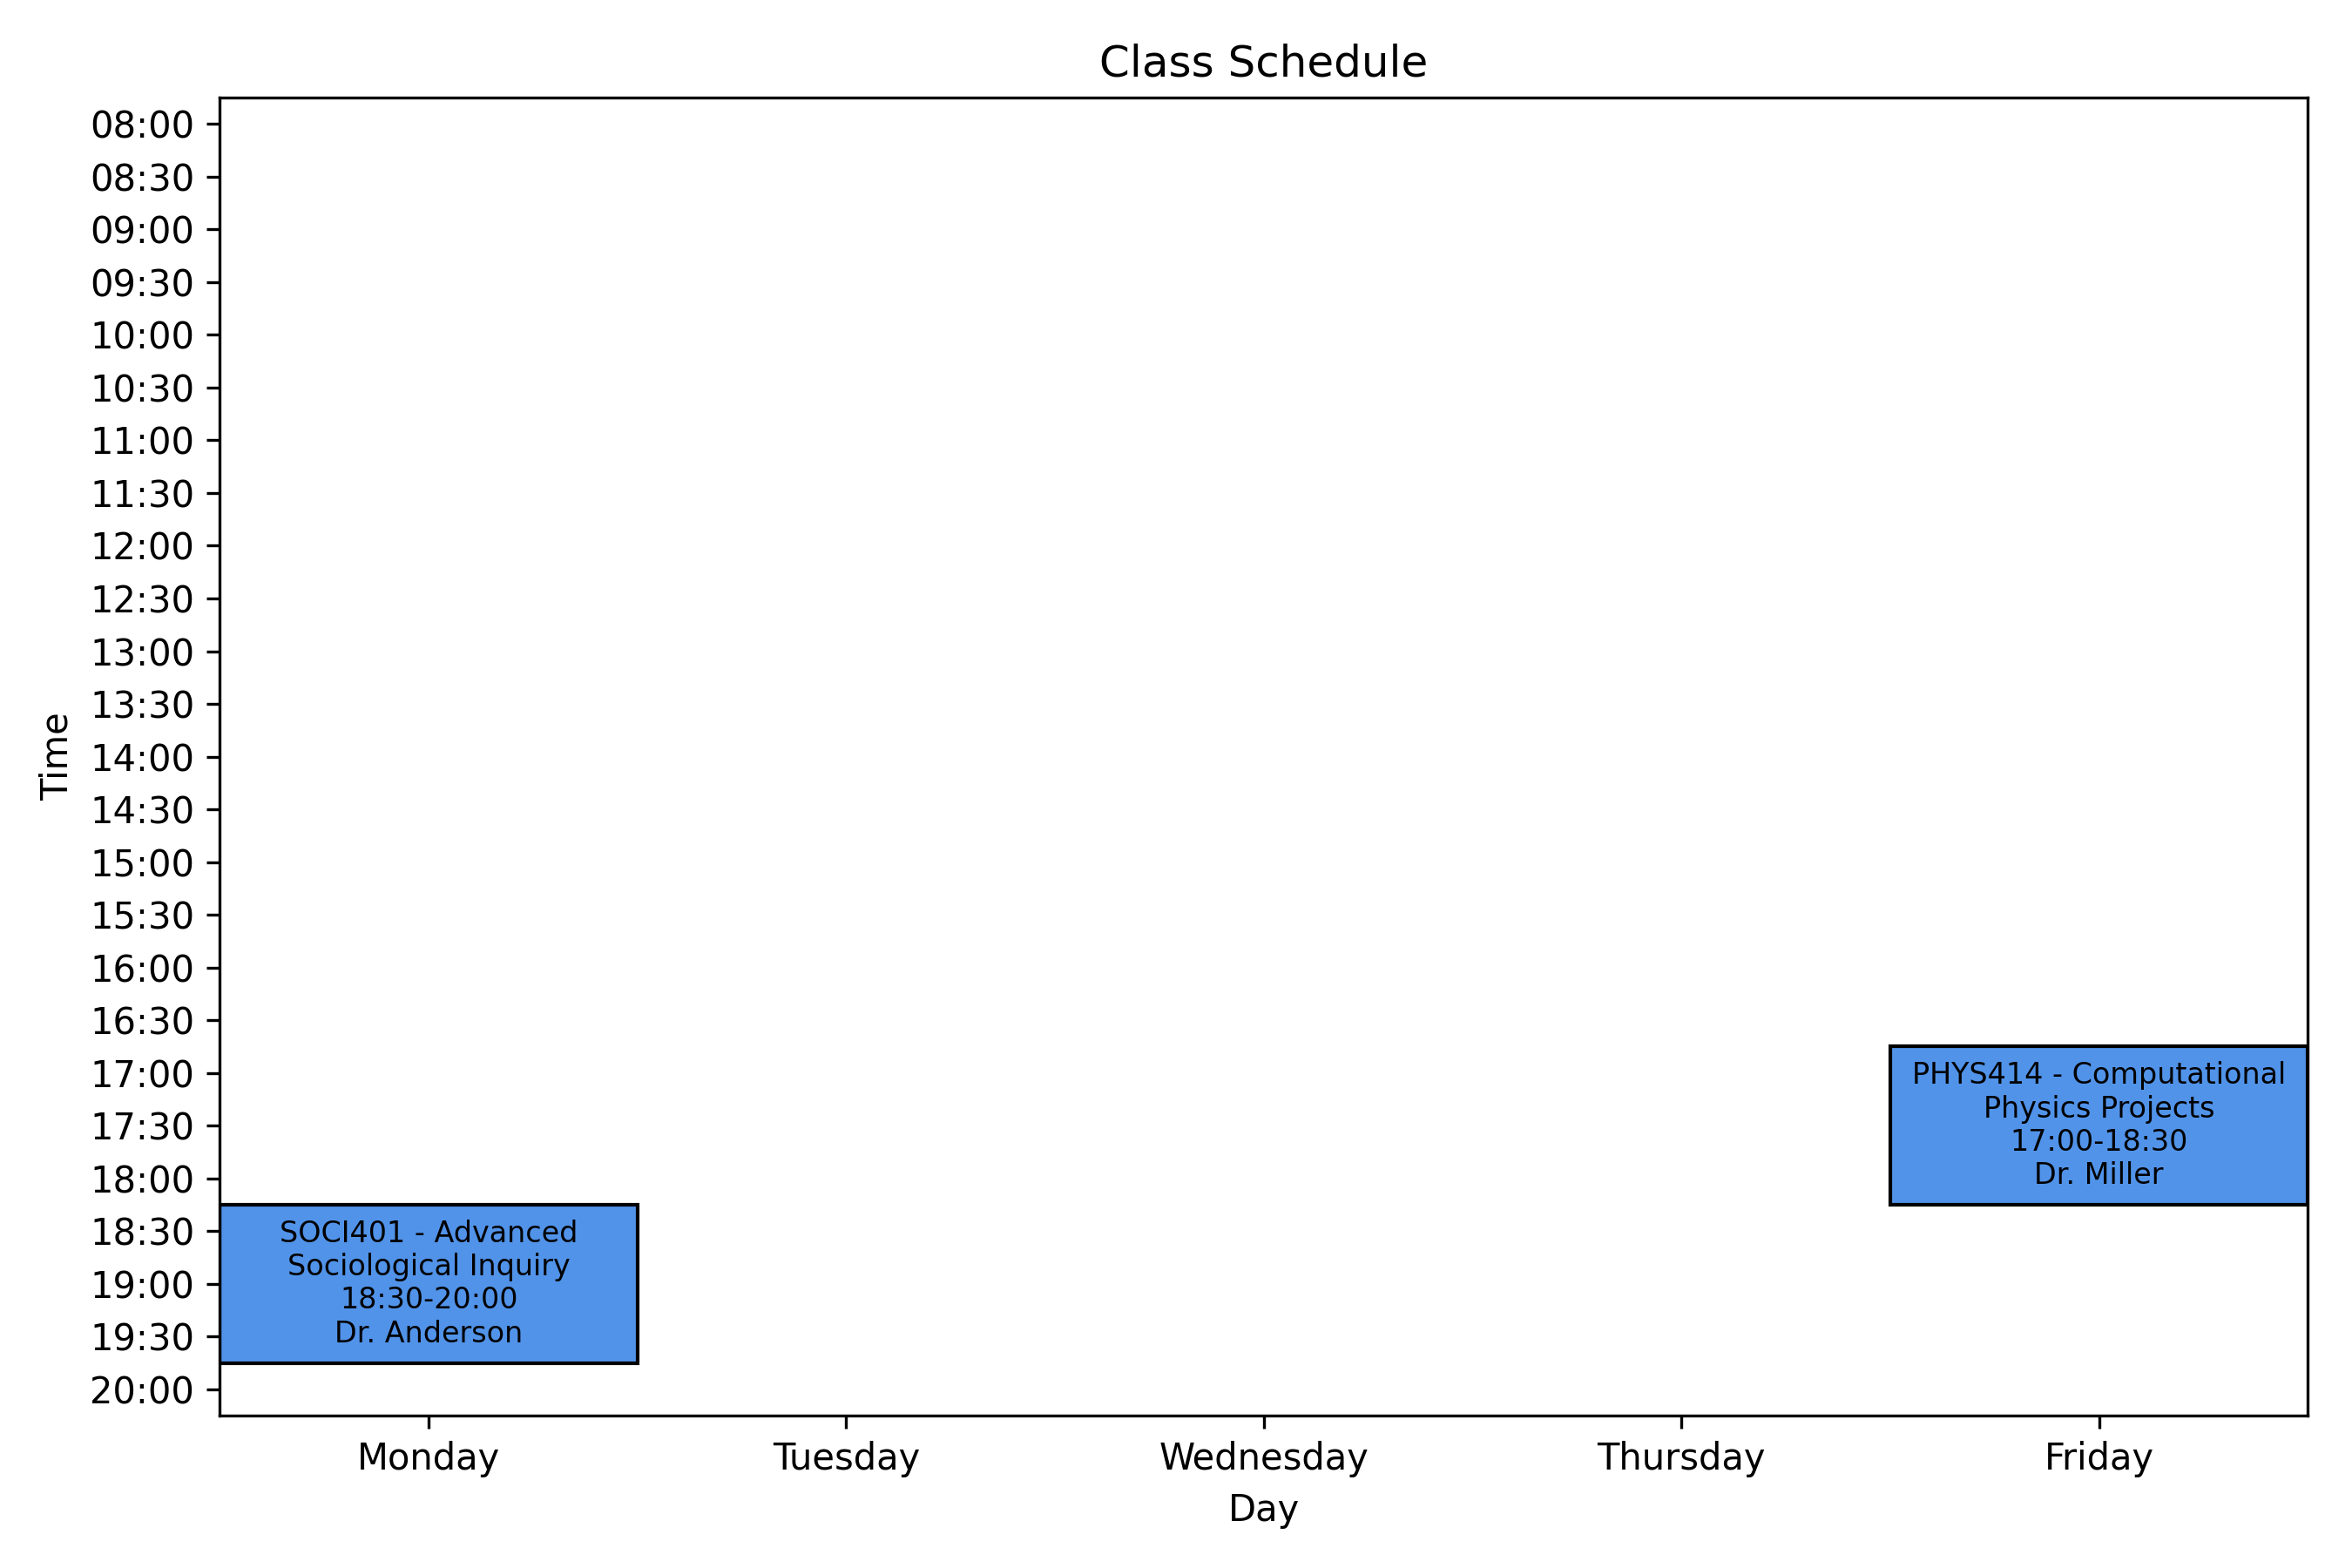 Class Schedule
Time
08:00
08:30
09:00
09:30
10:00
10:30
11:00
11:30
12:00
12:30
13:00
13:30
14:00
14:30
15:00
15:30
16:00
16:30
17:00
17:30
18:00
18:30
19:00
19:30
20:00
SOCI401 - Advanced
Sociological Inquiry
18:30-20:00
Dr. Anderson
PHYS414 - Computational
Physics Projects
17:00-18:30
Dr. Miller
Monday
Tuesday
Wednesday
Thursday
Friday
Day